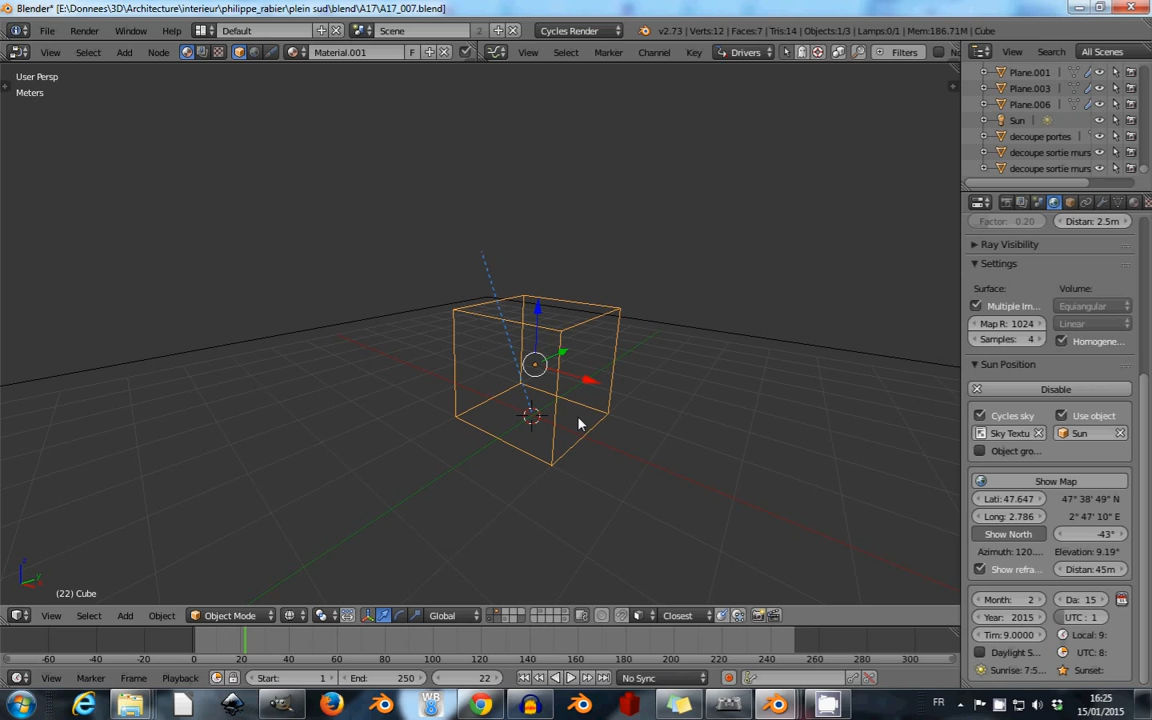 Blender* [E:\Donnees\3D\Architecture\interieur\philippe_rabier\plein sud\blend\A17\A17_007.blend]
File Render Window Help Default Scene 2 Cycles Render v2.73 | Verts:12 | Faces:7 | Tris:14 | Objects:1/3 | Lamps:0/1 | Mem:186.71M | Cube
View Select Add Node Material.001 F View Select Marker Channel Key Drivers Filters No View Search All Scenes
User Persp
Meters
Plane.001
Plane.003
Plane.006
Sun
decoupe portes
decoupe sortie murs
decoupe sortie murs
Factor: 0.20 Distan: 2.5m
Ray Visibility
Settings
Surface: Volume:
Multiple Im... Equiangular
Map R: 1024 Linear
Samples: 4 Homogene...
Sun Position
Disable
Cycles sky Use object
Sky Textu Sun
Object gro...
Show Map
Lati: 47.647 47° 38' 49" N
Long: 2.786 2° 47' 10" E
Show North -43°
Azimuth: 120.... Elevation: 9.19°
Show refra... Distan: 45m
Month: 2 Da: 15
Year: 2015 UTC: 1
Tim: 9.0000 Local: 9:
Daylight S... UTC: 8:
Sunrise: 7:5... Sunset:
(22) Cube
View Select Add Object Object Mode Global Closest
-60 -40 -20 0 20 40 60 80 100 120 140 160 180 200 220 240 260 280 300
View Marker Frame Playback Start: 1 End: 250 22 No Sync
FR 16:25
15/01/2015